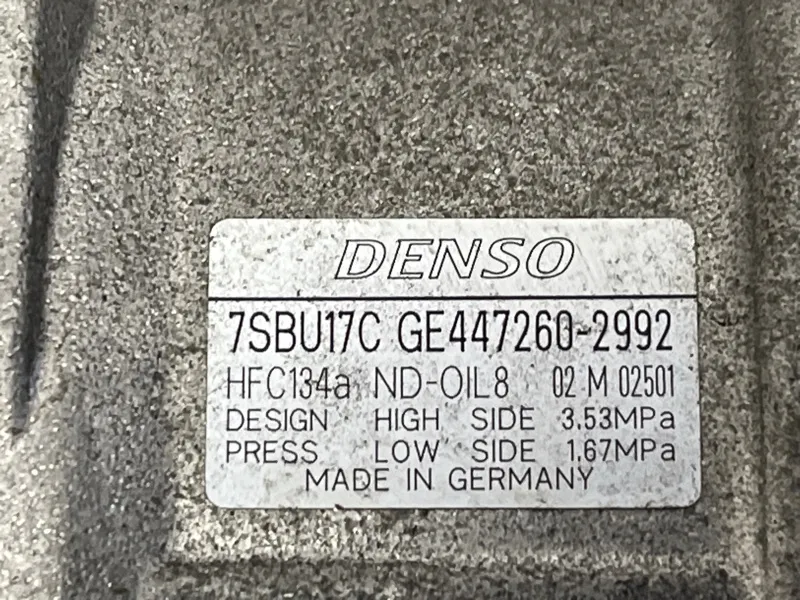 DENSO
7SBU17C GE447260-2992
HFC134a ND-OIL8 02 M 02501
DESIGN HIGH SIDE 3.53MPa
PRESS LOW SIDE 1.67MPa
MADE IN GERMANY